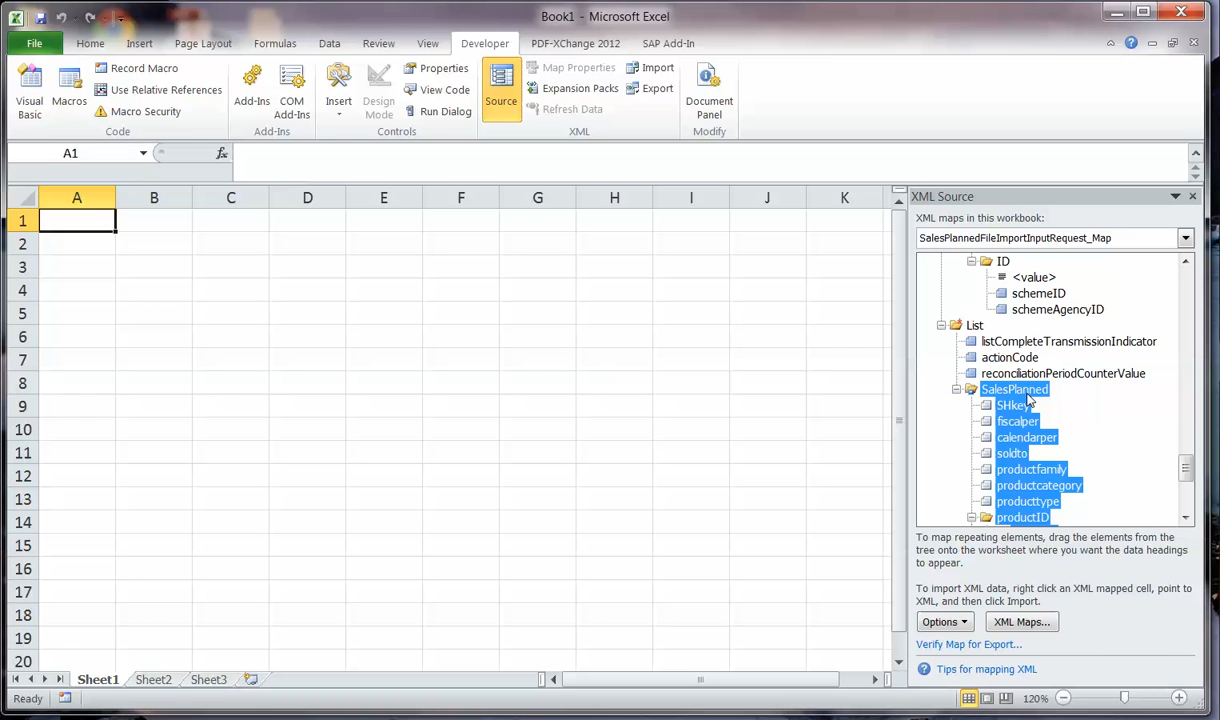 Book1 - Microsoft Excel
File Home Insert Page Layout Formulas Data Review View Developer PDF-XChange 2012 SAP Add-In
Visual Basic
Macros
Record Macro
Use Relative References
Macro Security
Code
Add-Ins
COM Add-Ins
Add-Ins
Insert
Design Mode
Properties
View Code
Run Dialog
Controls
Source
Map Properties
Expansion Packs
Refresh Data
Import
Export
XML
Document Panel
Modify
A1
fx
A B C D E F G H I J K
1
2
3
4
5
6
7
8
9
10
11
12
13
14
15
16
17
18
19
20
XML Source
XML maps in this workbook:
SalesPlannedFileImportInputRequest_Map
ID
<value>
schemeID
schemeAgencyID
List
listCompleteTransmissionIndicator
actionCode
reconciliationPeriodCounterValue
SalesPlanned
SHkey
fiscalper
calendarper
soldto
productfamily
productcategory
producttype
productID
To map repeating elements, drag the elements from the
tree onto the worksheet where you want the data headings
to appear.
To import XML data, right click an XML mapped cell, point to
XML, and then click Import.
Options
XML Maps...
Verify Map for Export...
Tips for mapping XML
Sheet1 Sheet2 Sheet3
Ready
120%